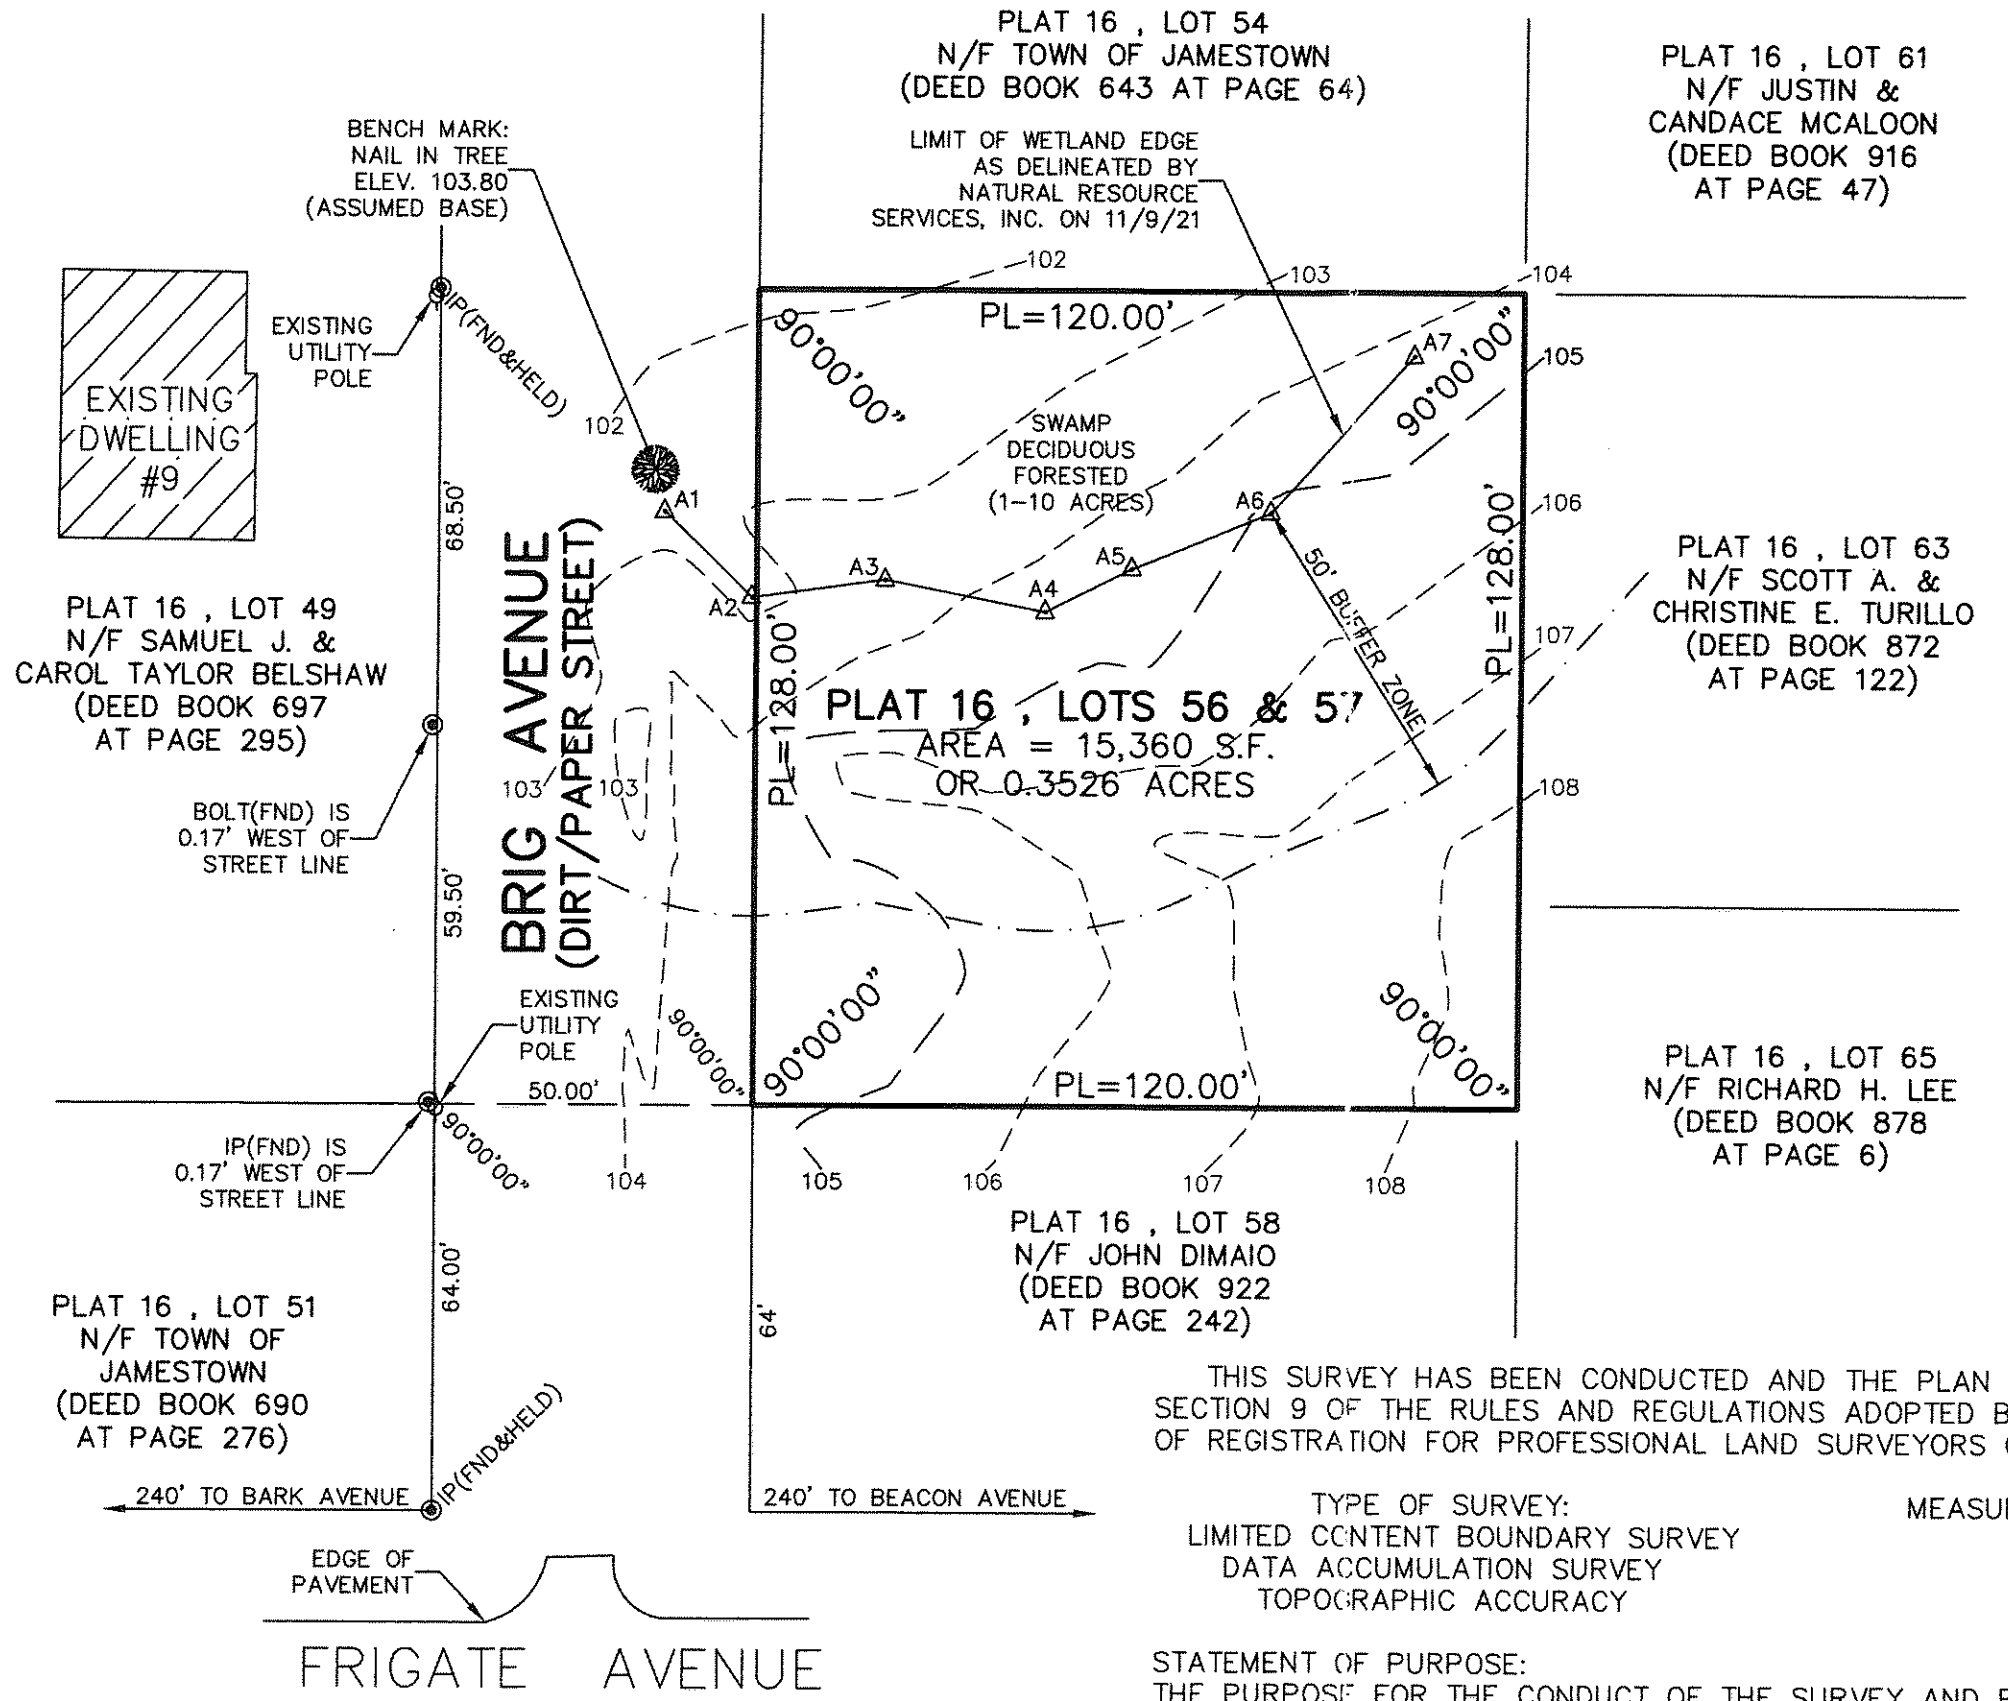 PLAT 16 , LOT 54
N/F TOWN OF JAMESTOWN
(DEED BOOK 643 AT PAGE 64)
PLAT 16 , LOT 61
N/F JUSTIN &
CANDACE MCALOON
(DEED BOOK 916
AT PAGE 47)
BENCH MARK:
NAIL IN TREE
ELEV. 103.80
(ASSUMED BASE)
LIMIT OF WETLAND EDGE
AS DELINEATED BY
NATURAL RESOURCE
SERVICES, INC. ON 11/9/21
102
103
104
EXISTING
UTILITY
POLE
IP(FND&HELD)
PL=120.00'
90°00'00"
90°00'00"
A7
105
EXISTING
DWELLING
#9
102
SWAMP
DECIDUOUS
FORESTED
(1-10 ACRES)
68.50'
A1
A6
106
PL=128.00'
BRIG AVENUE
(DIRT/PAPER STREET)
A2
A3
A4
A5
50' BUFFER ZONE
PLAT 16 , LOT 63
N/F SCOTT A. &
CHRISTINE E. TURILLO
(DEED BOOK 872
AT PAGE 122)
PLAT 16 , LOT 49
N/F SAMUEL J. &
CAROL TAYLOR BELSHAW
(DEED BOOK 697
AT PAGE 295)
107
PL=128.00'
PLAT 16 , LOTS 56 & 57
AREA = 15,360 S.F.
OR 0.3526 ACRES
103
103
108
BOLT(FND) IS
0.17' WEST OF
STREET LINE
59.50'
EXISTING
UTILITY
POLE
90°00'00"
90°00'00"
90°00'00"
50.00'
PL=120.00'
PLAT 16 , LOT 65
N/F RICHARD H. LEE
(DEED BOOK 878
AT PAGE 6)
IP(FND) IS
0.17' WEST OF
STREET LINE
90°00'00"
104
105
106
107
108
PLAT 16 , LOT 58
N/F JOHN DIMAIO
(DEED BOOK 922
AT PAGE 242)
64.00'
64'
PLAT 16 , LOT 51
N/F TOWN OF
JAMESTOWN
(DEED BOOK 690
AT PAGE 276)
IP(FND&HELD)
240' TO BARK AVENUE
240' TO BEACON AVENUE
EDGE OF
PAVEMENT
FRIGATE AVENUE
THIS SURVEY HAS BEEN CONDUCTED AND THE PLAN
SECTION 9 OF THE RULES AND REGULATIONS ADOPTED
OF REGISTRATION FOR PROFESSIONAL LAND SURVEYORS
TYPE OF SURVEY:
LIMITED CONTENT BOUNDARY SURVEY
DATA ACCUMULATION SURVEY
TOPOGRAPHIC ACCURACY
STATEMENT OF PURPOSE:
THE PURPOSE FOR THE CONDUCT OF THE SURVEY AND